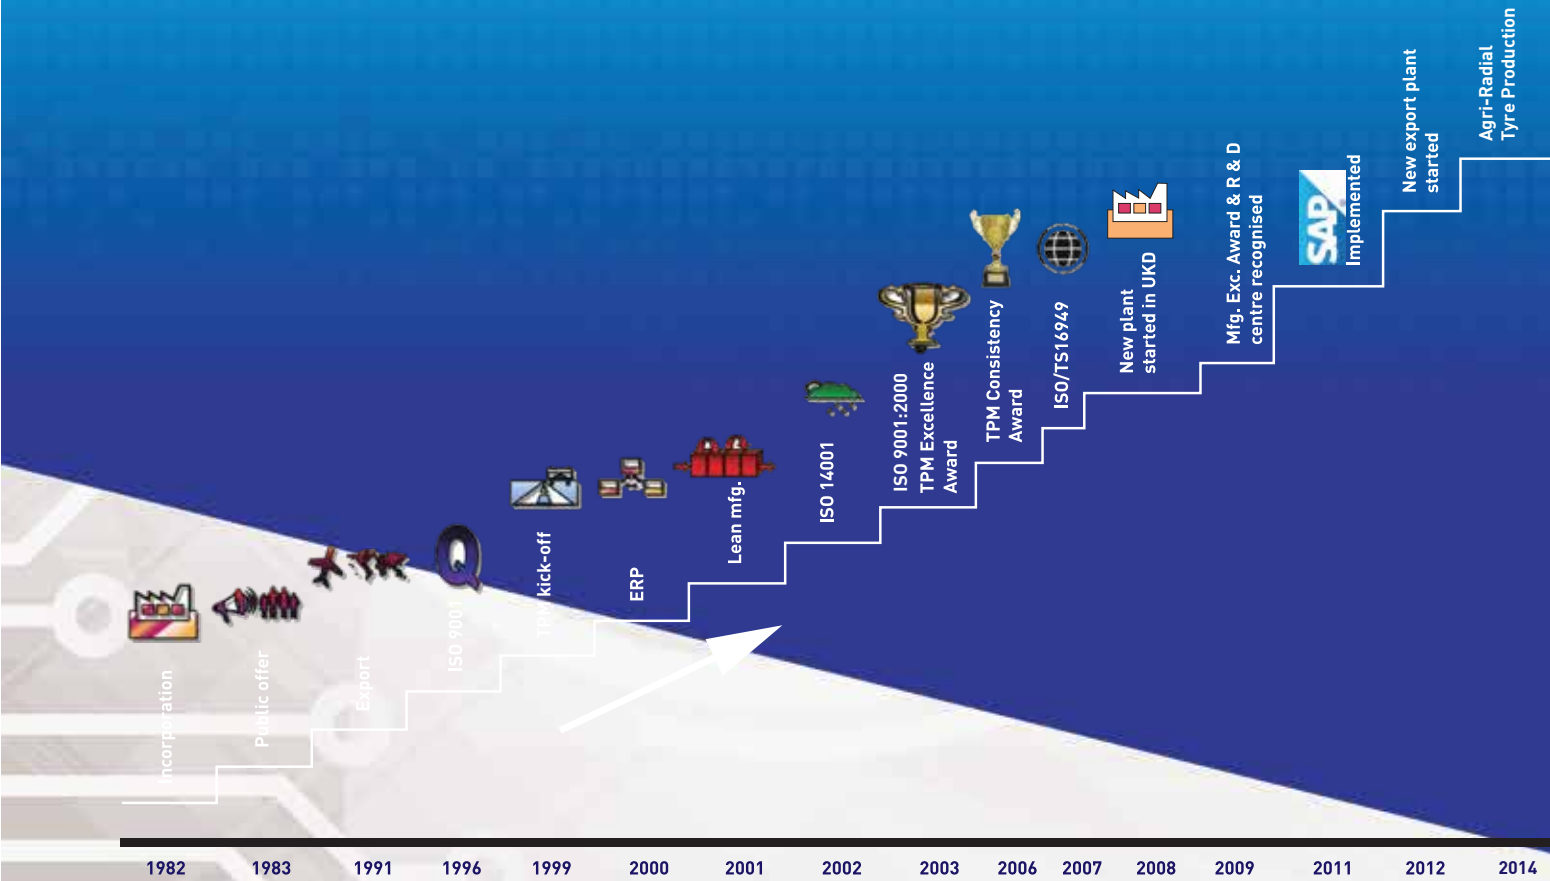 Incorporation
Public offer
Export
ISO 9001
TPM kick-off
ERP
Lean mfg.
ISO 14001
ISO 9001:2000
TPM Excellence
Award
TPM Consistency
Award
ISO/TS16949
New plant
started in UKD
Mfg. Exc. Award & R & D
centre recognised
SAP
Implemented
New export plant
started
Agri-Radial
Tyre Production
1982
1983
1991
1996
1999
2000
2001
2002
2003
2006
2007
2008
2009
2011
2012
2014